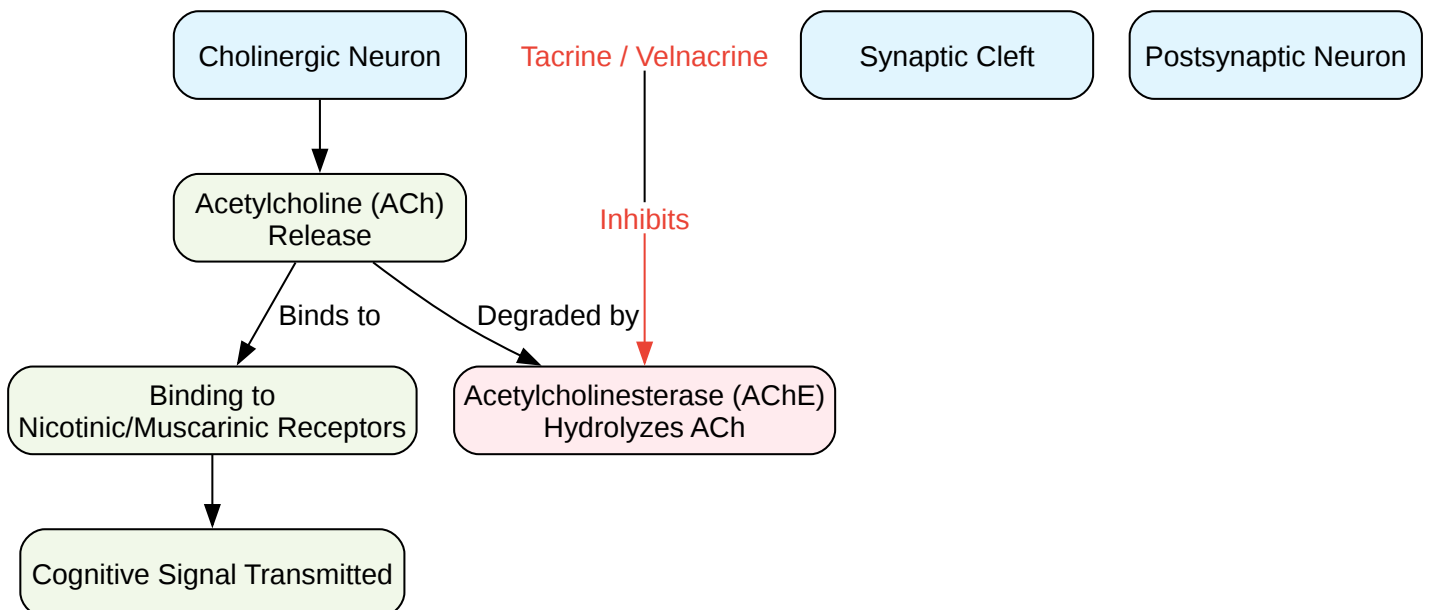 Cholinergic Neuron
Tacrine / Velnacrine
Synaptic Cleft
Postsynaptic Neuron
Acetylcholine (ACh)
Release
Inhibits
Binds to
Degraded by
Binding to
Nicotinic/Muscarinic Receptors
Acetylcholinesterase (AChE)
Hydrolyzes ACh
Cognitive Signal Transmitted